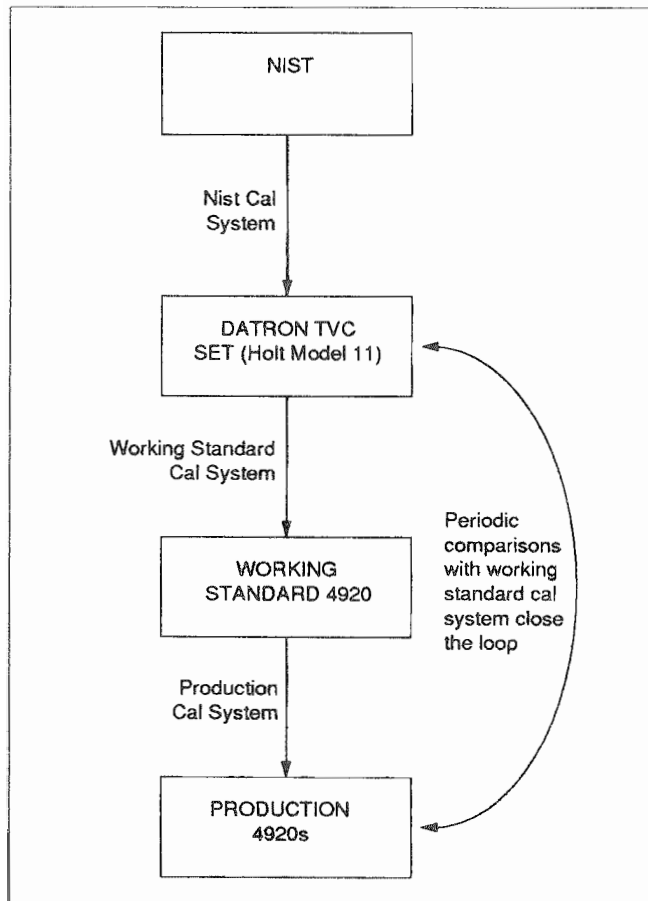 NIST
Nist Cal
System
DATRON TVC
SET (Holt Model 11)
Working Standard
Cal System
WORKING
STANDARD 4920
Periodic
comparisons
with working
standard cal
system close
the loop
Production
Cal System
PRODUCTION
4920s